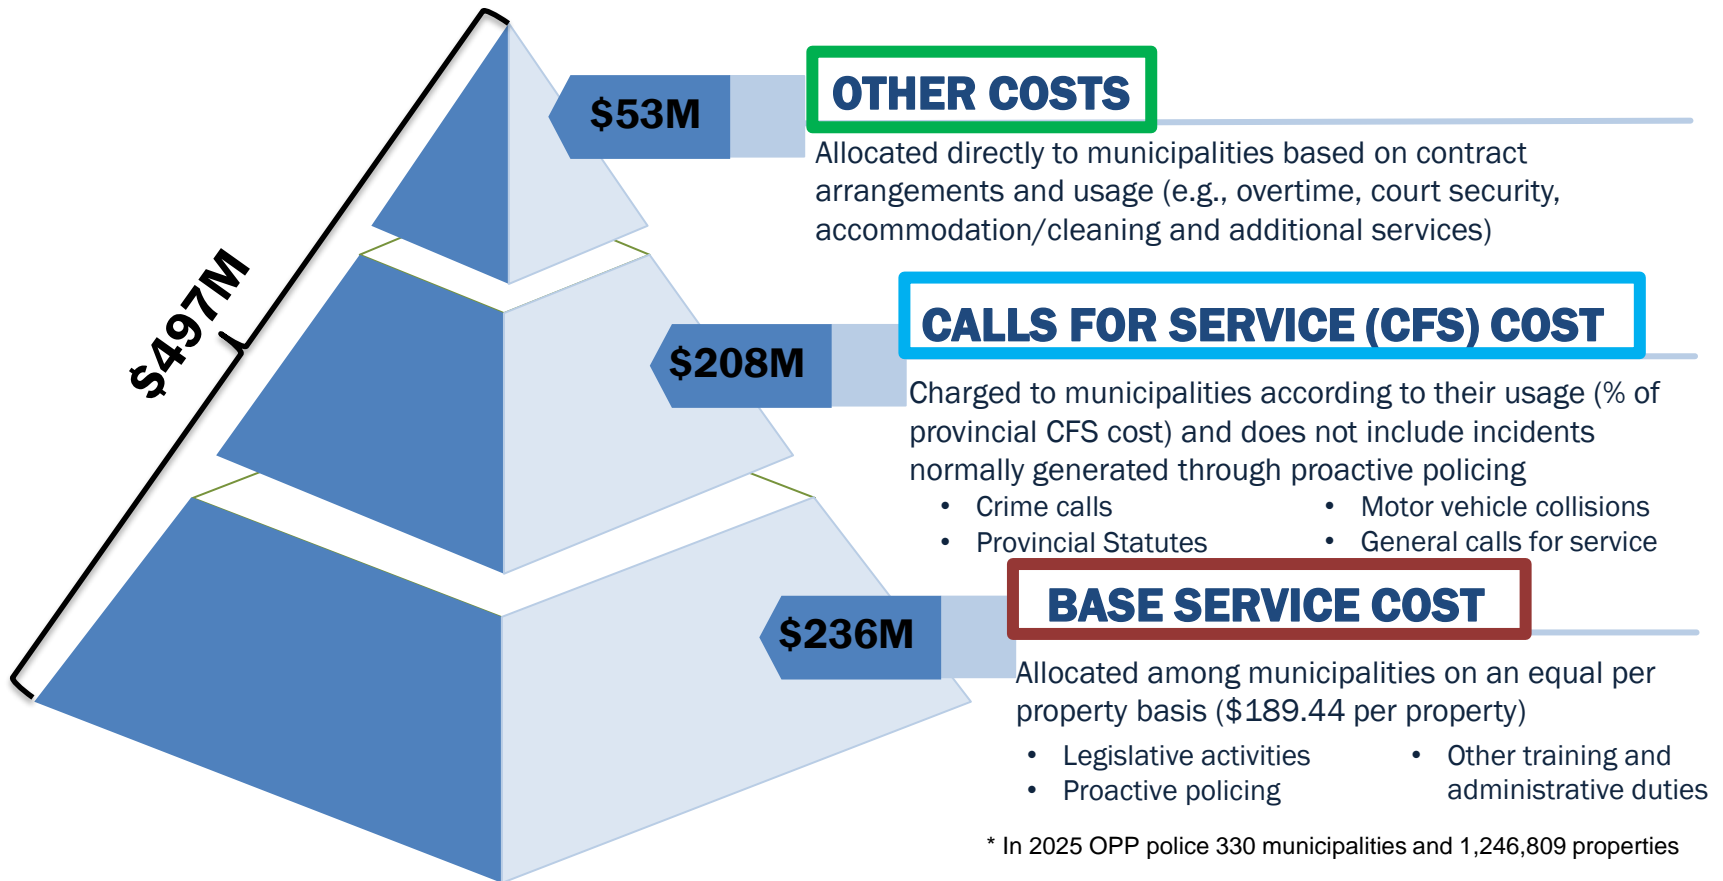 $497M
$53M
OTHER COSTS
Allocated directly to municipalities based on contract
arrangements and usage (e.g., overtime, court security,
accommodation/cleaning and additional services)
$208M
CALLS FOR SERVICE (CFS) COST
Charged to municipalities according to their usage (% of
provincial CFS cost) and does not include incidents
normally generated through proactive policing
• Crime calls
• Provincial Statutes
• Motor vehicle collisions
• General calls for service
$236M
BASE SERVICE COST
Allocated among municipalities on an equal per
property basis ($189.44 per property)
• Legislative activities
• Proactive policing
• Other training and
administrative duties
* In 2025 OPP police 330 municipalities and 1,246,809 properties